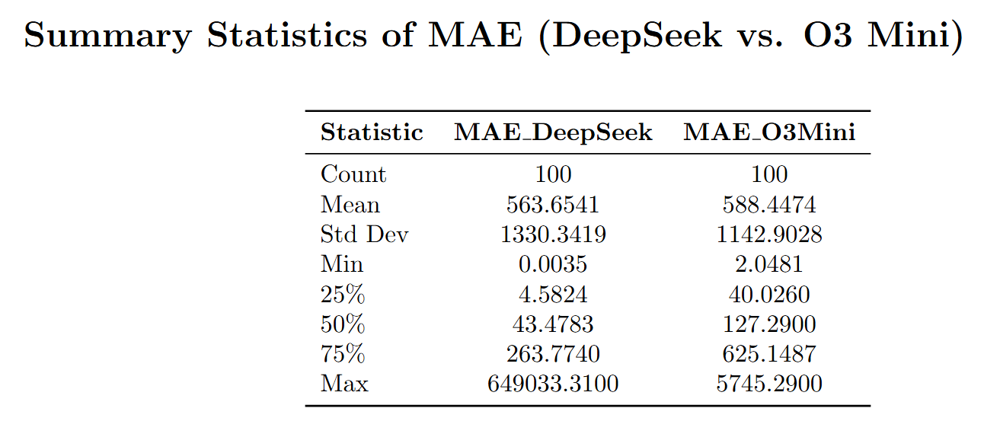 Summary Statistics of MAE (DeepSeek vs. O3 Mini)
Statistic MAE_DeepSeek MAE_O3Mini
Count 100 100
Mean 563.6541 588.4474
Std Dev 1330.3419 1142.9028
Min 0.0035 2.0481
25% 4.5824 40.0260
50% 43.4783 127.2900
75% 263.7740 625.1487
Max 649033.3100 5745.2900